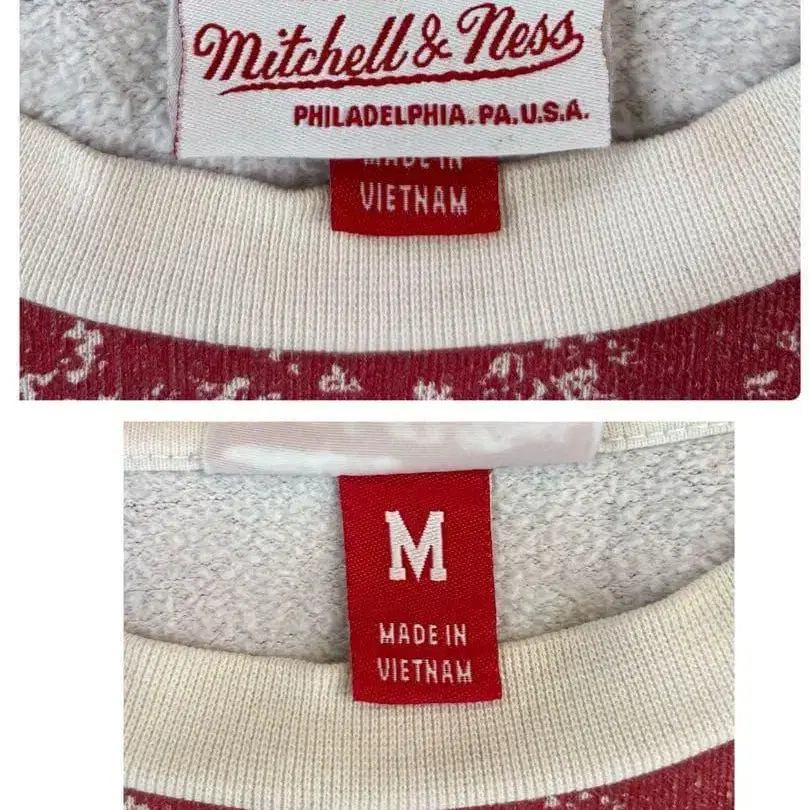 Mitchell & Ness
PHILADELPHIA. PA. U.S.A.
MADE IN
VIETNAM
M
MADE IN
VIETNAM